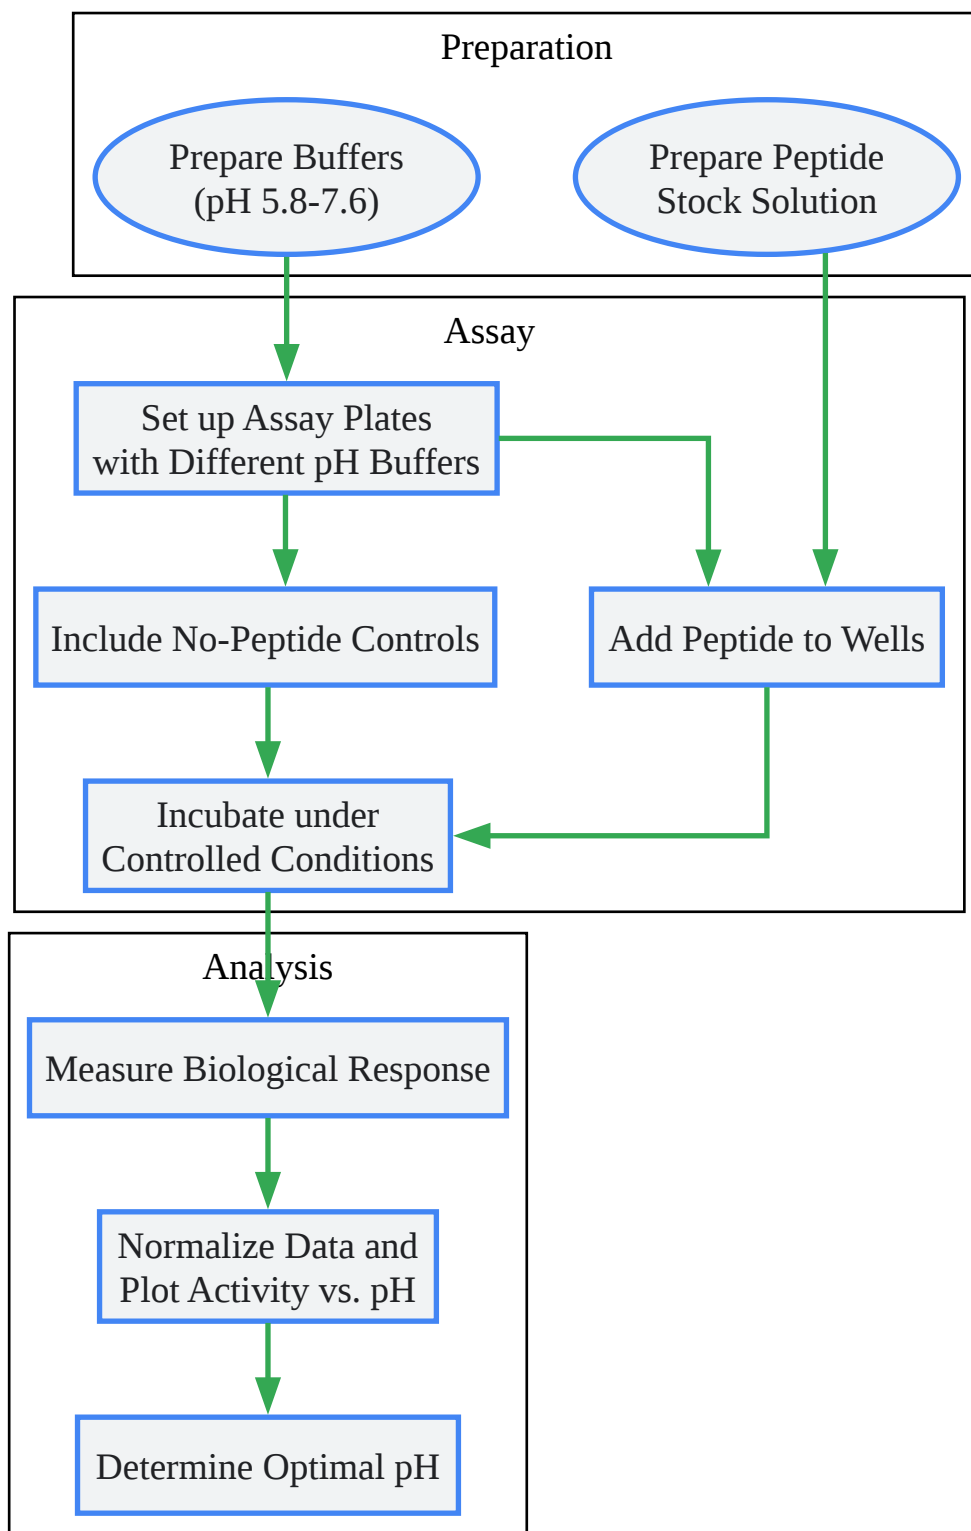 Preparation
Prepare Buffers
(pH 5.8-7.6)
Prepare Peptide
Stock Solution
Assay
Set up Assay Plates
with Different pH Buffers
Include No-Peptide Controls
Add Peptide to Wells
Incubate under
Controlled Conditions
Analysis
Measure Biological Response
Normalize Data and
Plot Activity vs. pH
Determine Optimal pH